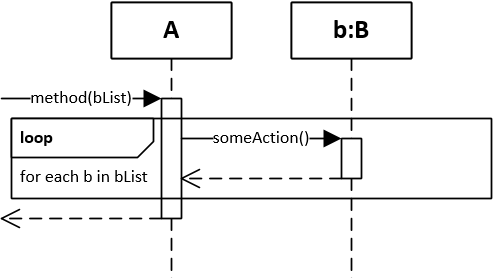 A
b:B
method(bList)
loop
someAction()
for each b in bList